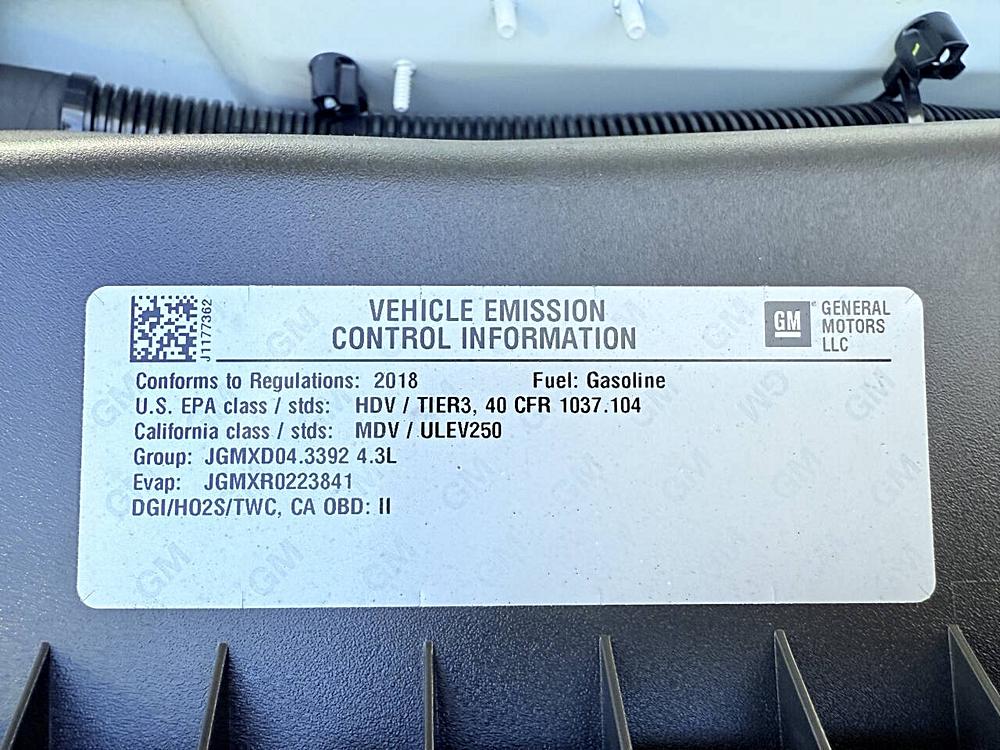 VEHICLE EMISSION
CONTROL INFORMATION
J1177362
GM
GENERAL
MOTORS
LLC
Conforms to Regulations: 2018 Fuel: Gasoline
U.S. EPA class / stds: HDV / TIER3, 40 CFR 1037.104
California class / stds: MDV / ULEV250
Group: JGMXD04.3392 4.3L
Evap: JGMXR0223841
DGI/HO2S/TWC, CA OBD: II